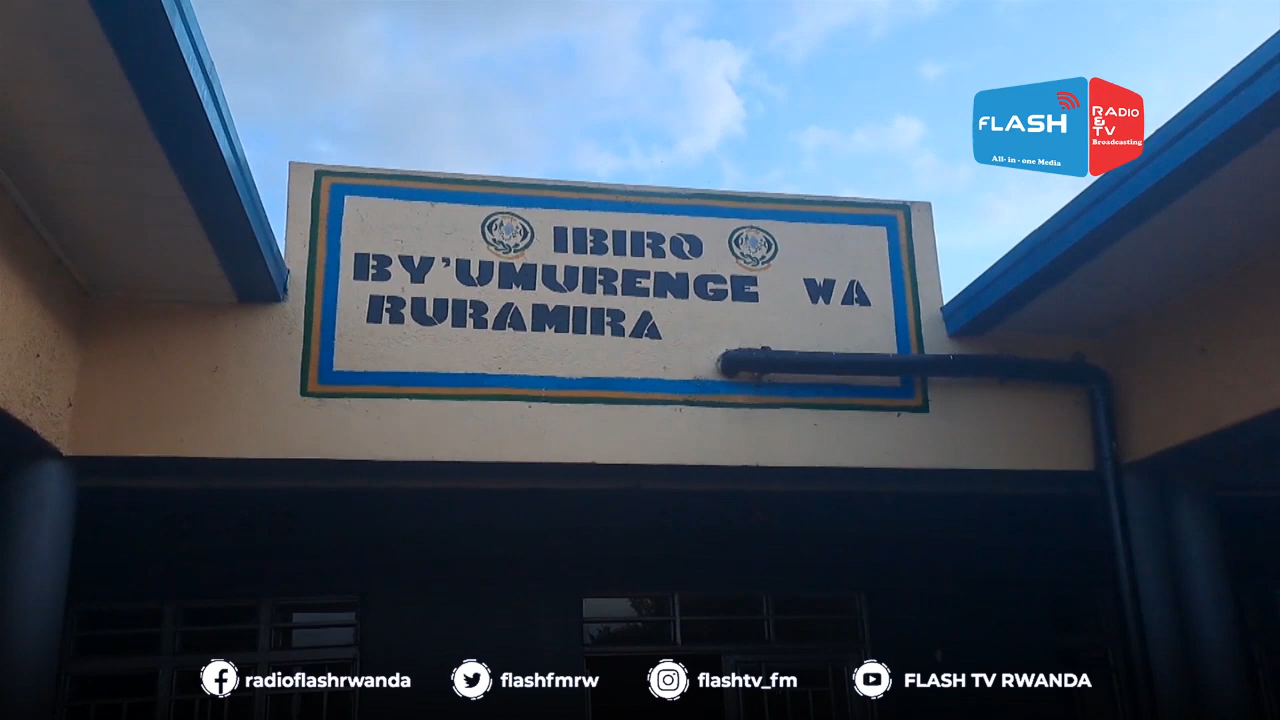 FLASH
RADIO
&
TV
Broadcasting
All- in - one Media
IBIRO
BY'UMURENGE WA
RURAMIRA
radioflashrwanda
flashfmrw
flashtv_fm
FLASH TV RWANDA